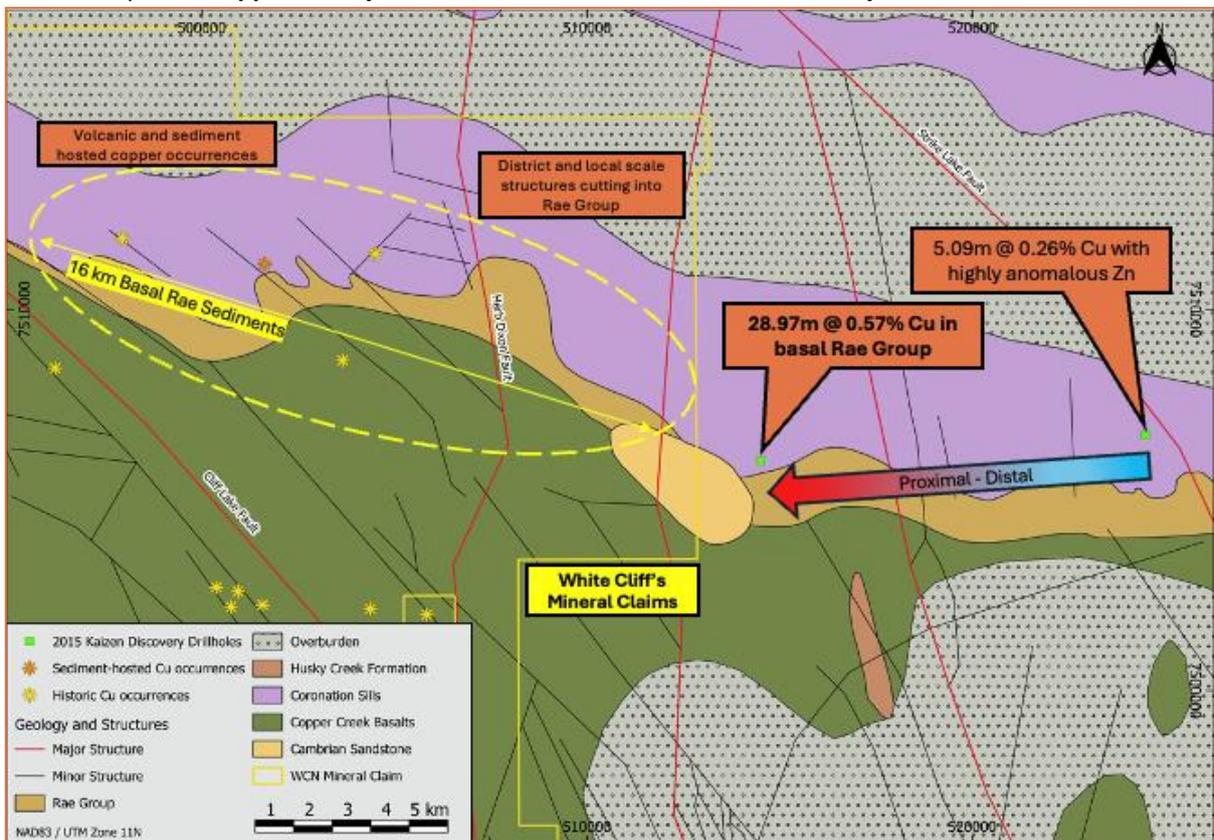 500000
510000
520000
N
Volcanic and sediment
hosted copper occurrences
District and local scale
structures cutting into
Rae Group
Strike Lake Fault
5.09m @ 0.26% Cu with
highly anomalous Zn
7510000
7510000
16 km Basal Rae Sediments
28.97m @ 0.57% Cu in
basal Rae Group
Cliff Lake Fault
Proximal - Distal
White Cliff's
Mineral Claims
7500000
2015 Kaizen Discovery Drillholes
Sediment-hosted Cu occurrences
Historic Cu occurrences
Geology and Structures
Major Structure
Minor Structure
Rae Group
NAD83 / UTM Zone 11N
Overburden
Husky Creek Formation
Coronation Sills
Copper Creek Basalts
Cambrian Sandstone
WCN Mineral Claim
1 2 3 4 5 km
510000
520000